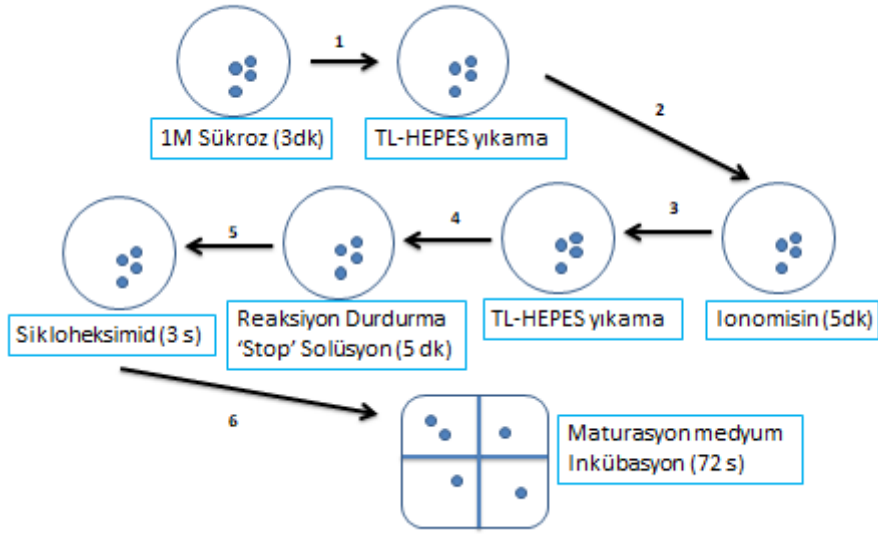 1
1M Sükroz (3dk)
TL-HEPES yıkama
2
3
4
5
Sikloheksimid (3 s)
Reaksiyon Durdurma
‘Stop’ Solüsyon (5 dk)
TL-HEPES yıkama
Ionomisin (5dk)
6
Maturasyon medyum
Inkübasyon (72 s)